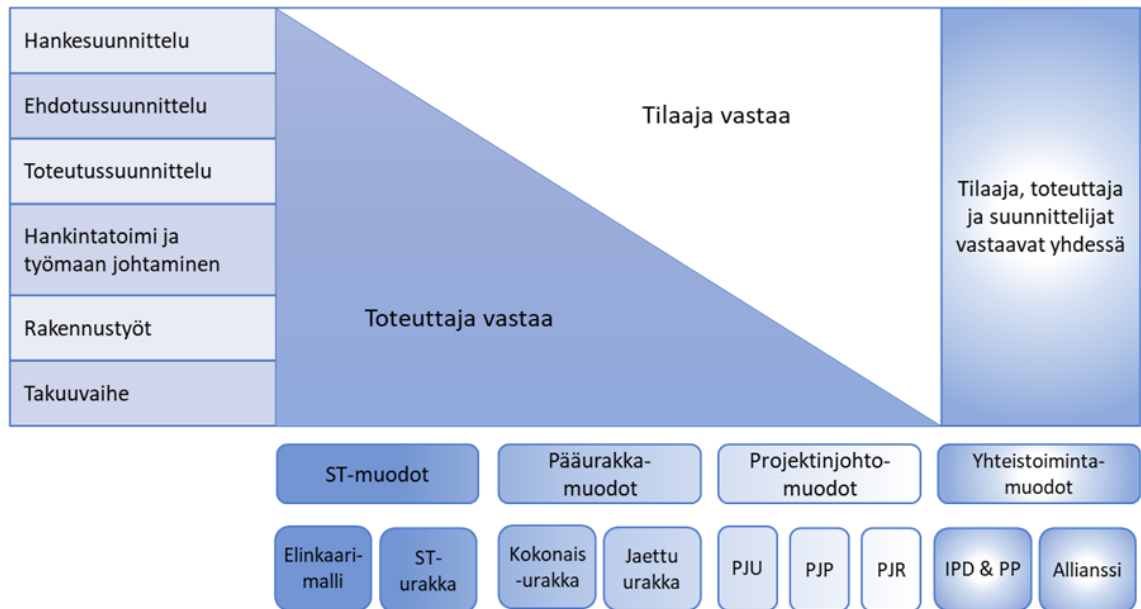 Hankesuunnittelu
Ehdotussuunnittelu
Toteutussuunnittelu
Hankintatoimi ja
työmaan johtaminen
Rakennustyöt
Takuuvaihe
Tilaaja vastaa
Toteuttaja vastaa
Tilaaja, toteuttaja
ja suunnittelijat
vastaavat yhdessä
ST-muodot
Pääurakka-
muodot
Projektinjohto-
muodot
Yhteistoiminta-
muodot
Elinkaari-
malli
ST-
urakka
Kokonais
-urakka
Jaettu
urakka
PJU
PJP
PJR
IPD & PP
Allianssi